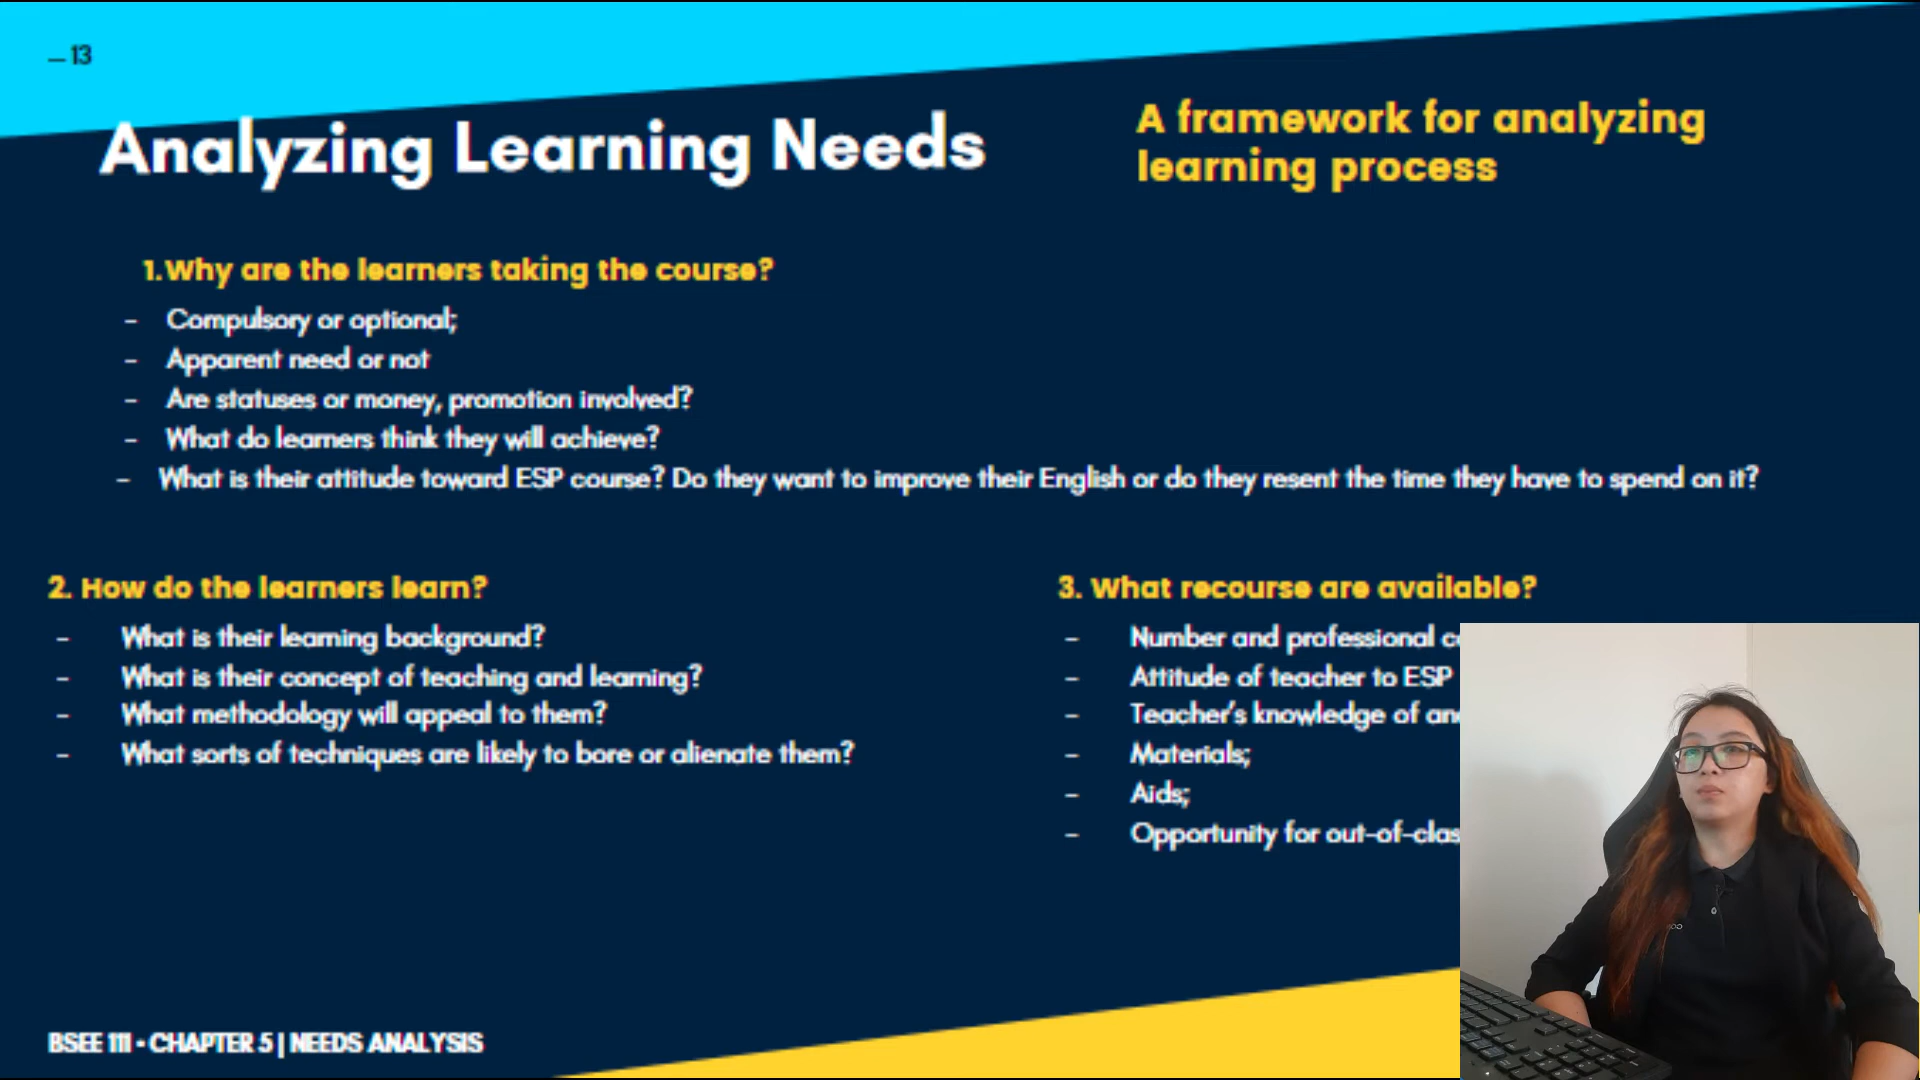 — 13
Analyzing Learning Needs
A framework for analyzing
learning process
1.Why are the learners taking the course?
- Compulsory or optional;
- Apparent need or not
- Are statuses or money, promotion involved?
- What do learners think they will achieve?
- What is their attitude toward ESP course? Do they want to improve their English or do they resent the time they have to spend on it?
2. How do the learners learn?
- What is their learning background?
- What is their concept of teaching and learning?
- What methodology will appeal to them?
- What sorts of techniques are likely to bore or alienate them?
3. What recourse are available?
- Number and professional
- Attitude of teacher to ESP
- Teacher's knowledge of
- Materials;
- Aids;
- Opportunity for
BSEE 111 - CHAPTER 5 | NEEDS ANALYSIS